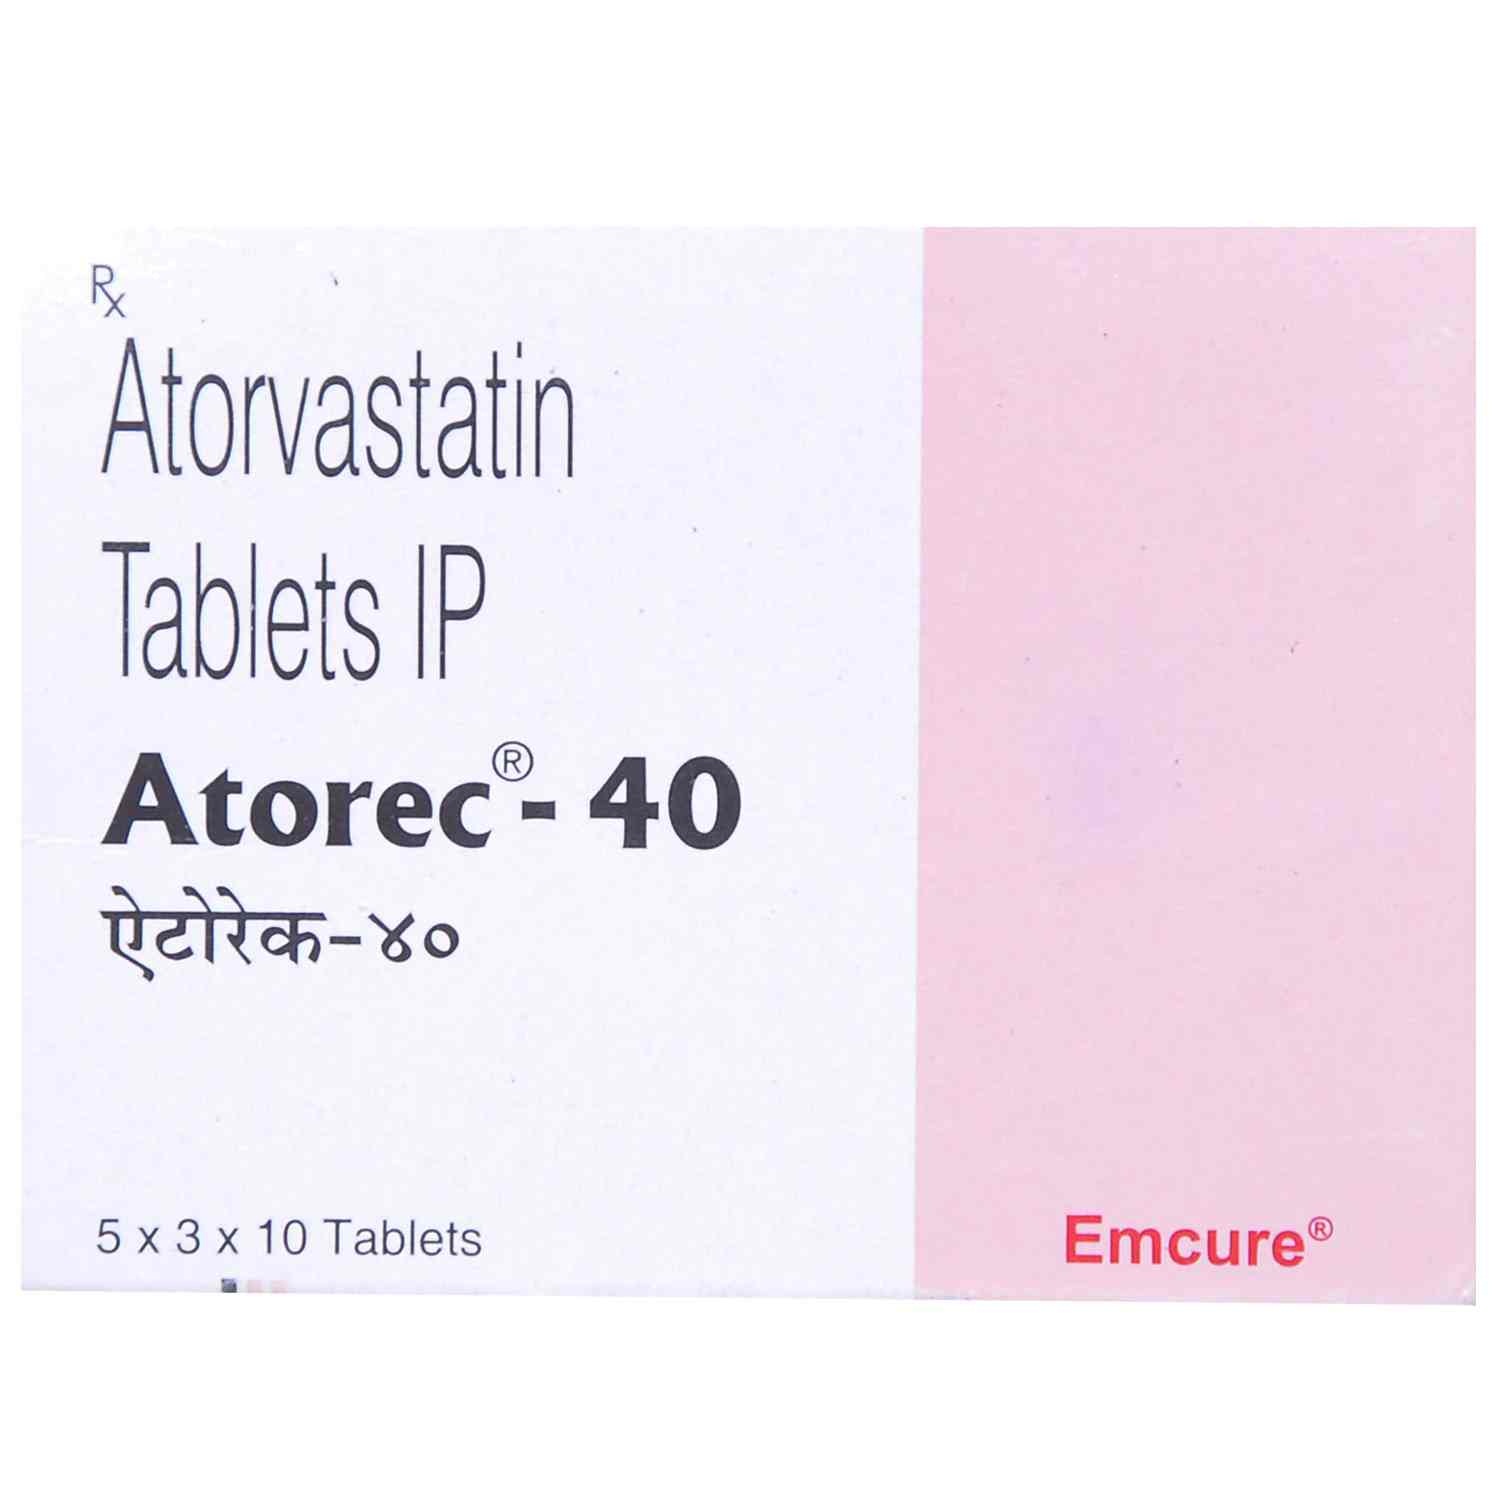 Rx
Atorvastatin
Tablets IP
Atorec®- 40
ऐटोरेक-४०
5 x 3 x 10 Tablets
Emcure®